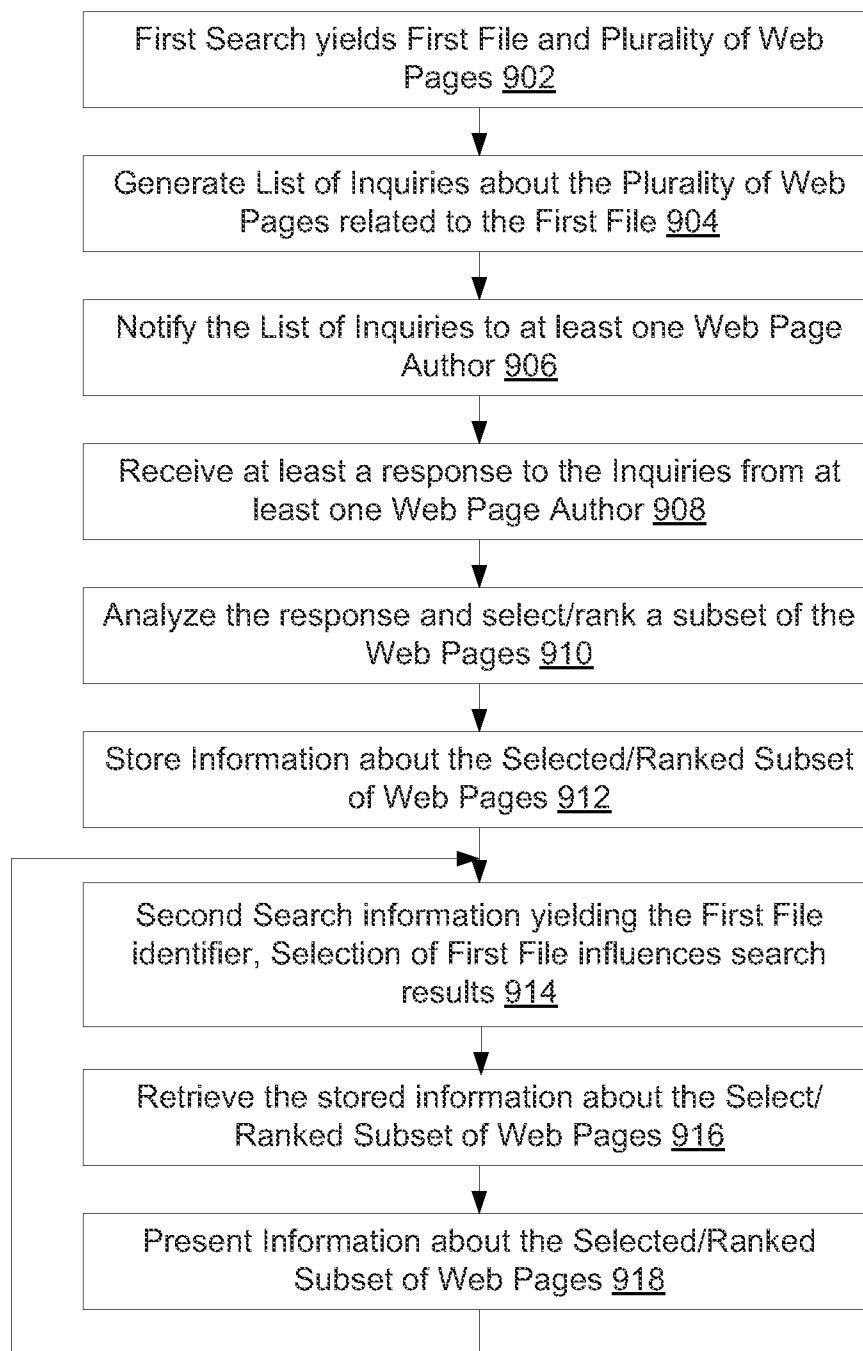 First Search yields First File and Plurality of Web
Pages 902
Generate List of Inquiries about the Plurality of Web
Pages related to the First File 904
Notify the List of Inquiries to at least one Web Page
Author 906
Receive at least a response to the Inquiries from at
least one Web Page Author 908
Analyze the response and select/rank a subset of the
Web Pages 910
Store Information about the Selected/Ranked Subset
of Web Pages 912
Second Search information yielding the First File
identifier, Selection of First File influences search
results 914
Retrieve the stored information about the Select/
Ranked Subset of Web Pages 916
Present Information about the Selected/Ranked
Subset of Web Pages 918